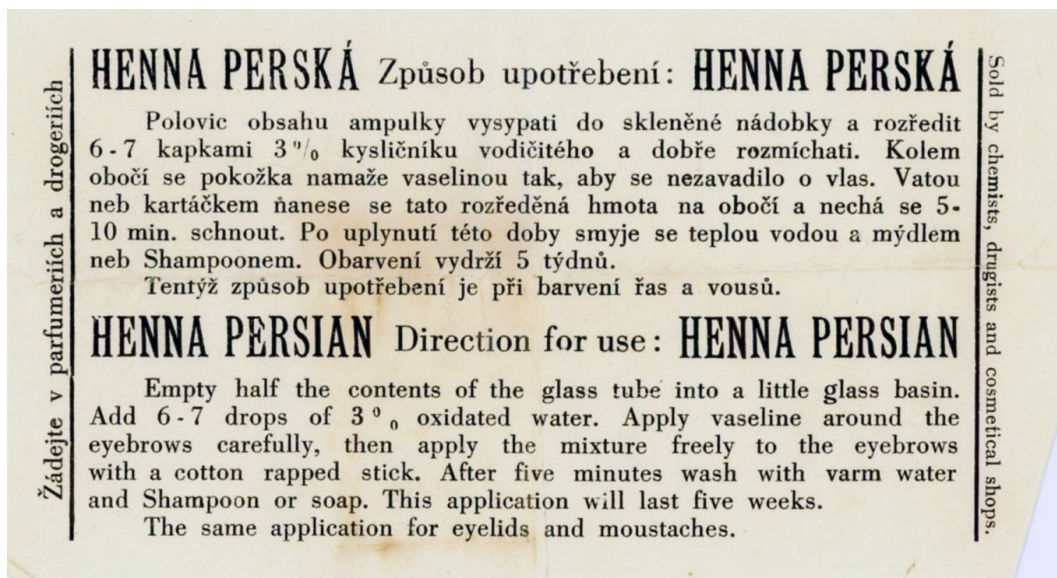 Žádejte v parfumeriích a drogeriích
HENNA PERSKÁ Způsob upotřebení: HENNA PERSKÁ
Polovic obsahu ampulky vysypati do skleněné nádobky a rozředit
6-7 kapkami 3% kysličníku vodičitého a dobře rozmíchati. Kolem
obočí se pokožka namaže vaselinou tak, aby se nezavadilo o vlas. Vatou
neb kartáčkem ňanese se tato rozředěná hmota na obočí a nechá se 5-
10 min. schnout. Po uplynutí této doby smyje se teplou vodou a mýdlem
neb Shampoonem. Obarvení vydrží 5 týdnů.
Tentýž způsob upotřebení je při barvení řas a vousů.
HENNA PERSIAN Direction for use: HENNA PERSIAN
Empty half the contents of the glass tube into a little glass basin.
Add 6-7 drops of 3 % oxidated water. Apply vaseline around the
eyebrows carefully, then apply the mixture freely to the eyebrows
with a cotton rapped stick. After five minutes wash with varm water
and Shampoon or soap. This application will last five weeks.
The same application for eyelids and moustaches.
Sold by chemists, drugists and cosmetical shops.